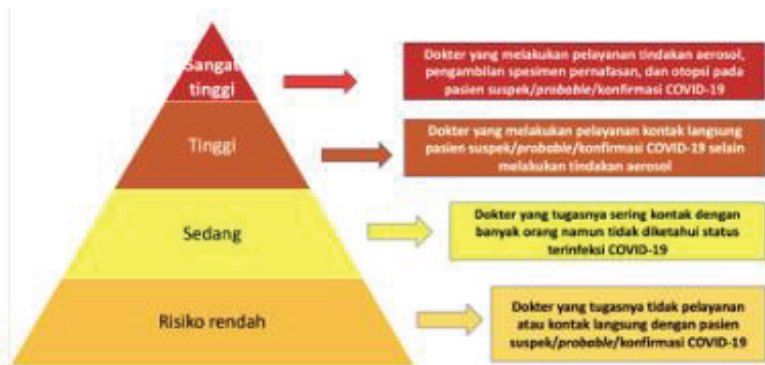 Sangat
tinggi
Dokter yang melakukan pelayanan tindakan aerosol,
pengambilan spesimen pernafasan, dan otopsi pada
pasien suspek/probable/konfirmasi COVID-19
Tinggi
Dokter yang melakukan pelayanan kontak langsung
pasien suspek/probable/konfirmasi COVID-19 selain
melakukan tindakan aerosol
Sedang
Dokter yang tugasnya sering kontak dengan
banyak orang namun tidak diketahui status
terinfeksi COVID-19
Risiko rendah
Dokter yang tugasnya tidak pelayanan
atau kontak langsung dengan pasien
suspek/probable/konfirmasi COVID-19